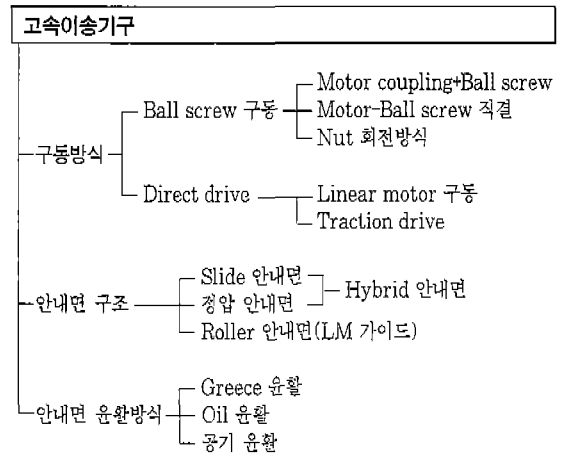 고속이송기구
Motor coupling+Ball screw
Ball screw 구동
Motor-Ball screw 직결
Nut 회전방식
구동방식
Direct drive
Linear motor 구동
Traction drive
Slide 안내면
Hybrid 안내면
안내면 구조
정압 안내면
Roller 안내면(LM 가이드)
Greece 윤활
안내면 윤활방식
Oil 윤활
공기 윤활